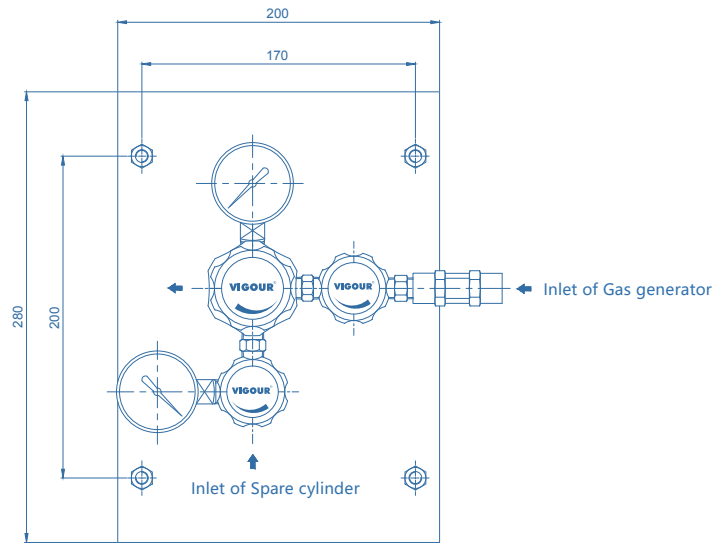 200
170
280
200
VIGOUR®
VIGOUR®
Inlet of Gas generator
VIGOUR®
Inlet of Spare cylinder